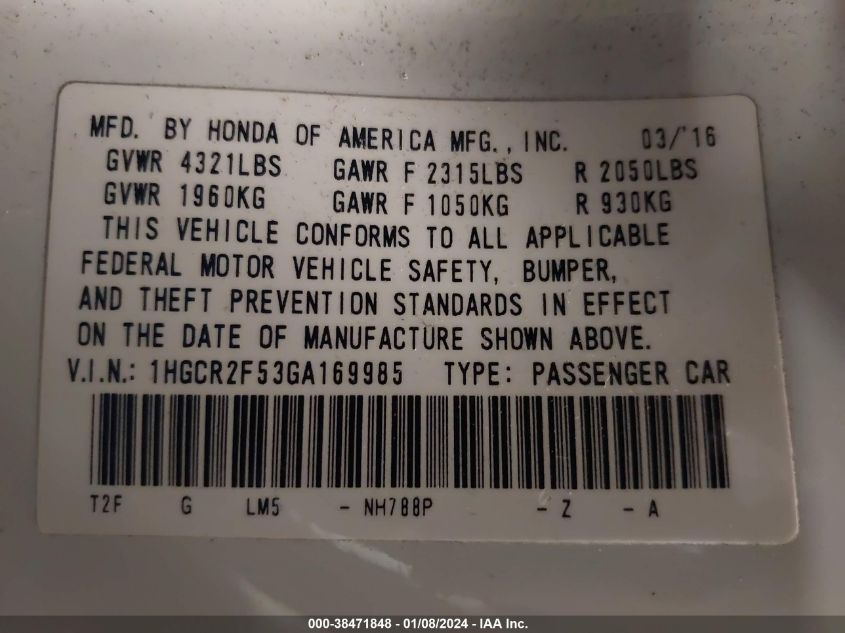 MFD. BY HONDA OF AMERICA MFG., INC. 03/'16
GVWR 4321LBS GAWR F 2315LBS R 2050LBS
GVWR 1960KG GAWR F 1050KG R 930KG
THIS VEHICLE CONFORMS TO ALL APPLICABLE
FEDERAL MOTOR VEHICLE SAFETY, BUMPER,
AND THEFT PREVENTION STANDARDS IN EFFECT
ON THE DATE OF MANUFACTURE SHOWN ABOVE.
V.I.N.: 1HGCR2F53GA169985 TYPE: PASSENGER CAR
T2F G LM5 - NH788P - Z - A
000-38471848 - 01/08/2024 - IAA Inc.